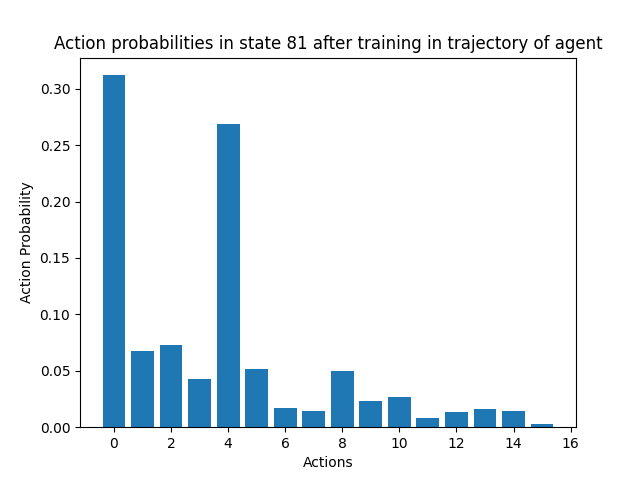 Action probabilities in state 81 after training in trajectory of agent
0.30
0.25
0.20
0.15
0.10
0.05
0.00
Action Probability
0 2 4 6 8 10 12 14 16
Actions